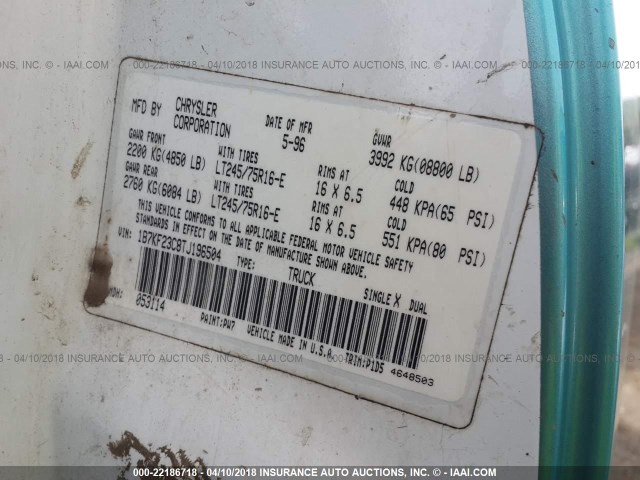 000-22186718 - 04/10/2018 INSURANCE AUTO AUCTIONS, INC. - IAAI.COM
MFD BY CHRYSLER CORPORATION DATE OF MFR 5-96 GVWR 3992 KG(08800 LB)
GAWR FRONT WITH TIRES RIMS AT COLD
2200 KG(4850 LB) LT245/75R16-E 16 X 6.5 448 KPA(65 PSI)
GAWR REAR WITH TIRES RIMS AT COLD
2760 KG(6084 LB) LT245/75R16-E 16 X 6.5 551 KPA(80 PSI)
THIS VEHICLE CONFORMS TO ALL APPLICABLE FEDERAL MOTOR VEHICLE SAFETY
STANDARDS IN EFFECT ON THE DATE OF MANUFACTURE SHOWN ABOVE.
VIN: 1B7KF23C8TJ196504 TYPE: TRUCK SINGLE X DUAL
MDH: 053114 PAINT:PW7 VEHICLE MADE IN U.S.A. TRIM:P1D5 4648503
000-22186718 - 04/10/2018 INSURANCE AUTO AUCTIONS, INC. - IAAI.COM
000-22186718 - 04/10/2018 INSURANCE AUTO AUCTIONS, INC. - IAAI.COM